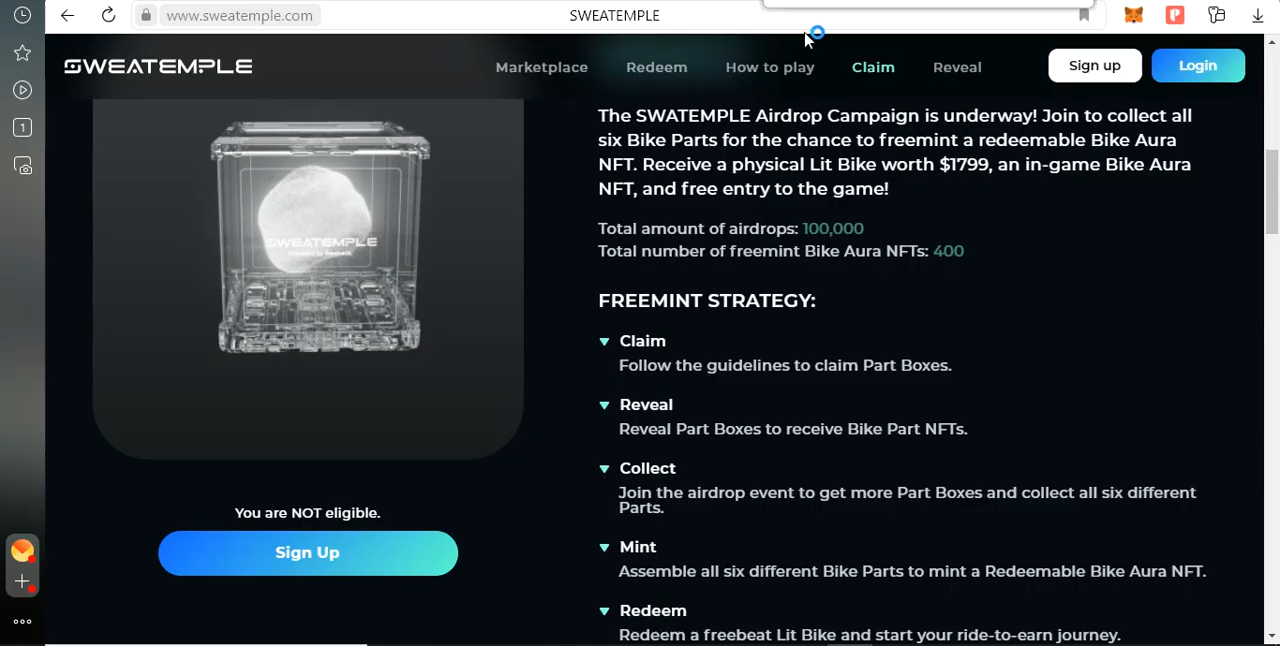 www.sweatemple.com
SWEATEMPLE
1
SWEATEMPLE
Marketplace
Redeem
How to play
Claim
Reveal
Sign up
Login
SWEATEMPLE
The SWATEMPLE Airdrop Campaign is underway! Join to collect all
six Bike Parts for the chance to freemint a redeemable Bike Aura
NFT. Receive a physical Lit Bike worth $1799, an in-game Bike Aura
NFT, and free entry to the game!
Total amount of airdrops: 100,000
Total number of freemint Bike Aura NFTs: 400
FREEMINT STRATEGY:
Claim
Follow the guidelines to claim Part Boxes.
Reveal
Reveal Part Boxes to receive Bike Part NFTs.
Collect
Join the airdrop event to get more Part Boxes and collect all six different
Parts.
Mint
Assemble all six different Bike Parts to mint a Redeemable Bike Aura NFT.
Redeem
Redeem a freebeat Lit Bike and start your ride-to-earn journey.
You are NOT eligible.
Sign Up